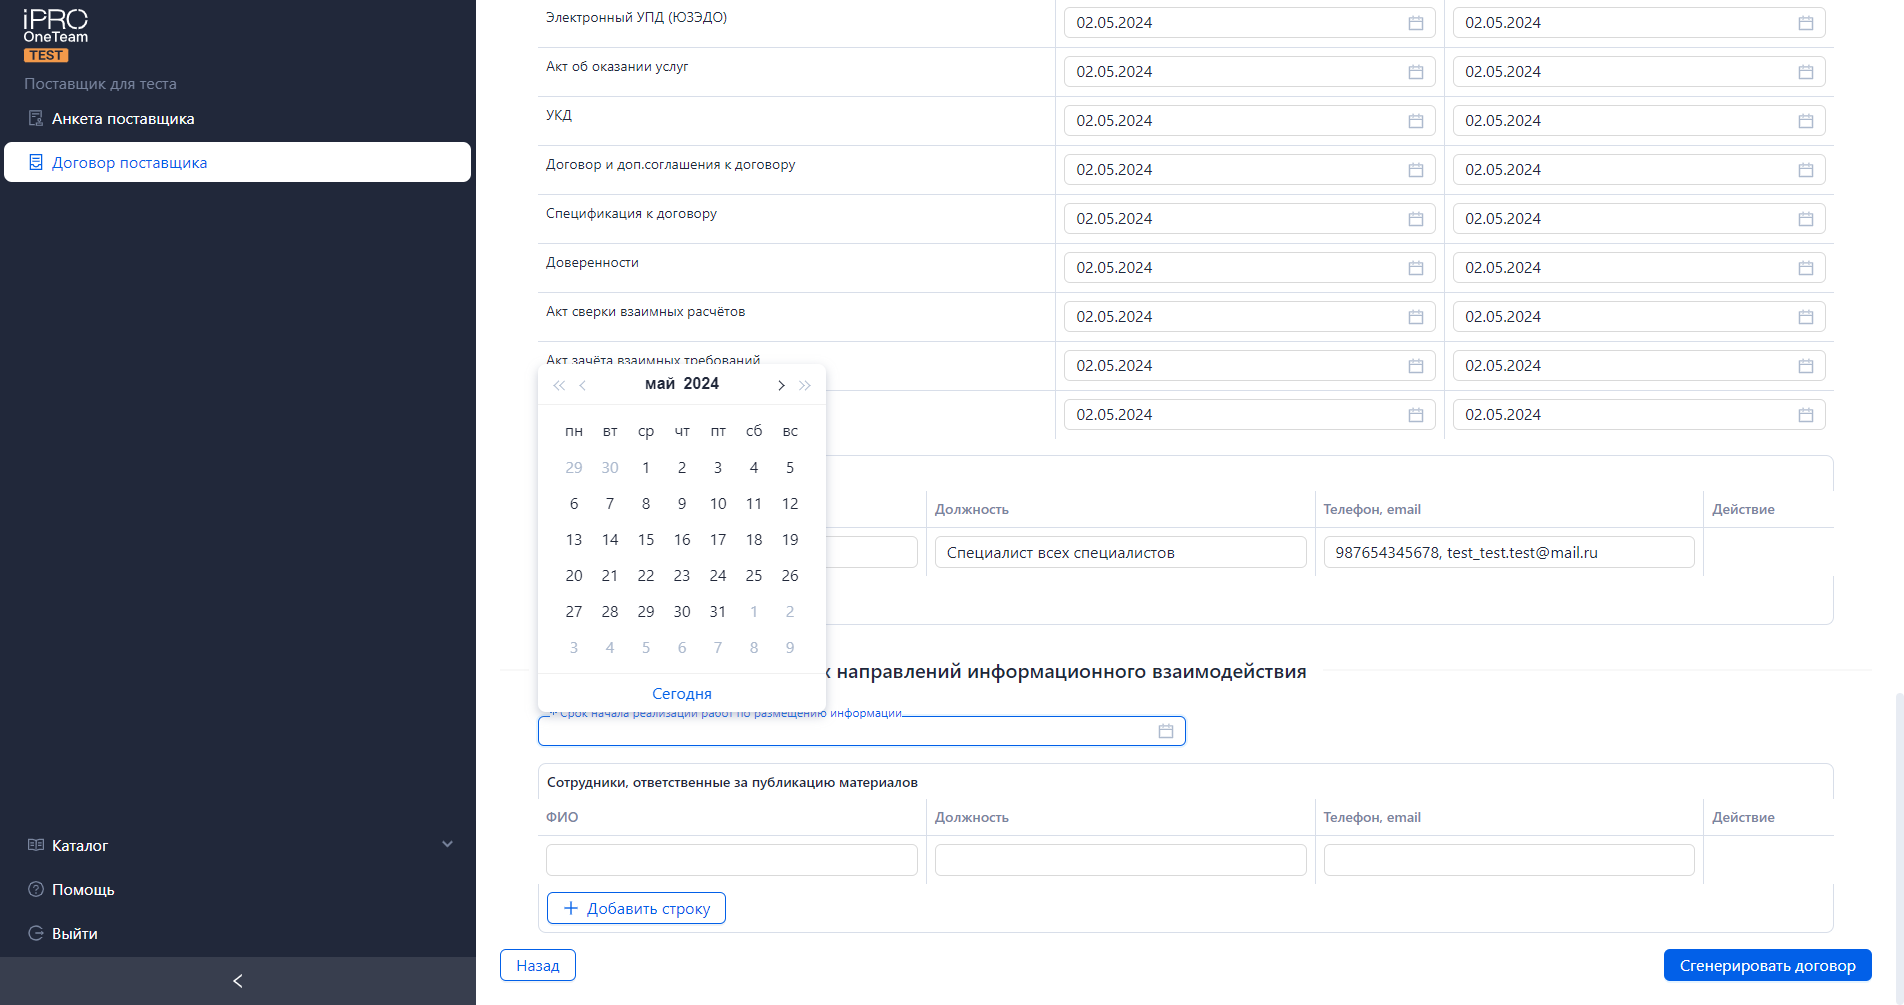 iPRO
OneTeam
TEST
Поставщик для теста
Анкета поставщика
Договор поставщика
Каталог
Помощь
Выйти
Электронный УПД (ЮЗЭДО) 02.05.2024 02.05.2024
Акт об оказании услуг 02.05.2024 02.05.2024
УКД 02.05.2024 02.05.2024
Договор и доп.соглашения к договору 02.05.2024 02.05.2024
Спецификация к договору 02.05.2024 02.05.2024
Доверенности 02.05.2024 02.05.2024
Акт сверки взаимных расчётов 02.05.2024 02.05.2024
Акт зачёта взаимных требований 02.05.2024 02.05.2024
02.05.2024 02.05.2024
май 2024
пн вт ср чт пт сб вс
29 30 1 2 3 4 5
6 7 8 9 10 11 12
13 14 15 16 17 18 19
20 21 22 23 24 25 26
27 28 29 30 31 1 2
3 4 5 6 7 8 9
Сегодня
Должность Телефон, email Действие
Специалист всех специалистов 987654345678, test_test.test@mail.ru
направлений информационного взаимодействия
* Срок начала реализации работ по размещению информации
Сотрудники, ответственные за публикацию материалов
ФИО Должность Телефон, email Действие
+ Добавить строку
Назад
Сгенерировать договор